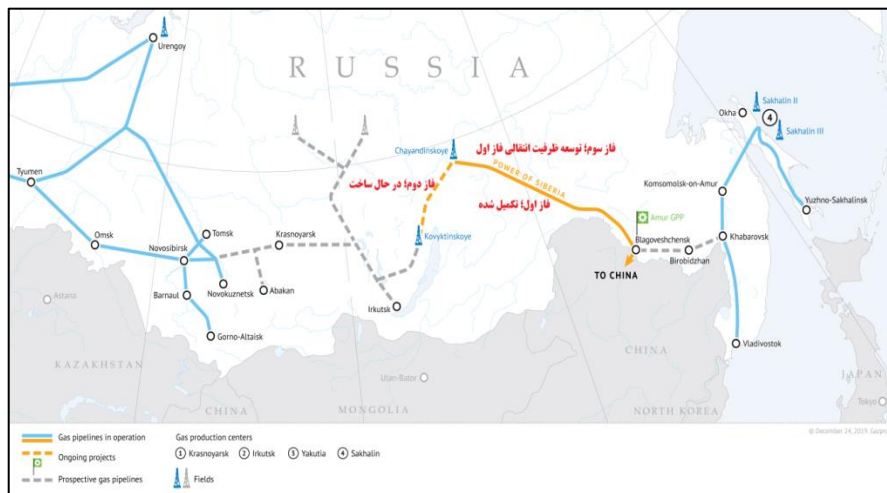 Urengoy
R U S S I A
Okha
Sakhalin II
4
Sakhalin III
Chayandinskoye
فاز سوم؛ توسعه ظرفیت انتقالی فاز اول
POWER OF SIBERIA
فاز دوم؛ در حال ساخت
فاز اول؛ تکمیل شده
Tyumen
Komsomolsk-on-Amur
Yuzhno-Sakhalinsk
Amur GPP
Omsk
Tomsk
Krasnoyarsk
Kovyktinskoye
Novosibirsk
Blagoveshchensk
Khabarovsk
Birobidzhan
TO CHINA
Astana
Barnaul
Novokuznetsk
Abakan
Irkutsk
Gorno-Altaisk
Vladivostok
KAZAKHSTAN
CHINA
JAPAN
Ulan-Bator
CHINA
MONGOLIA
NORTH KOREA
Tokyo
© December 24, 2019. Gazpr
Gas pipelines in operation
Ongoing projects
Prospective gas pipelines
Gas production centers
1 Krasnoyarsk 2 Irkutsk 3 Yakutia 4 Sakhalin
Fields